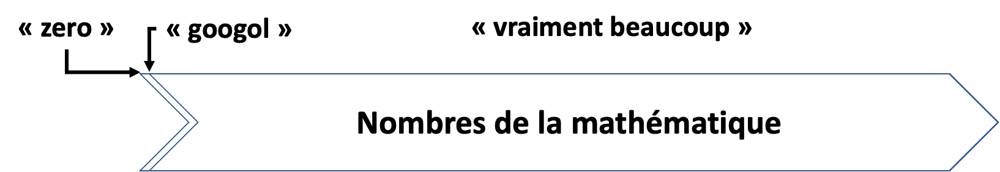 « zero » « googol » « vraiment beaucoup »
Nombres de la mathématique